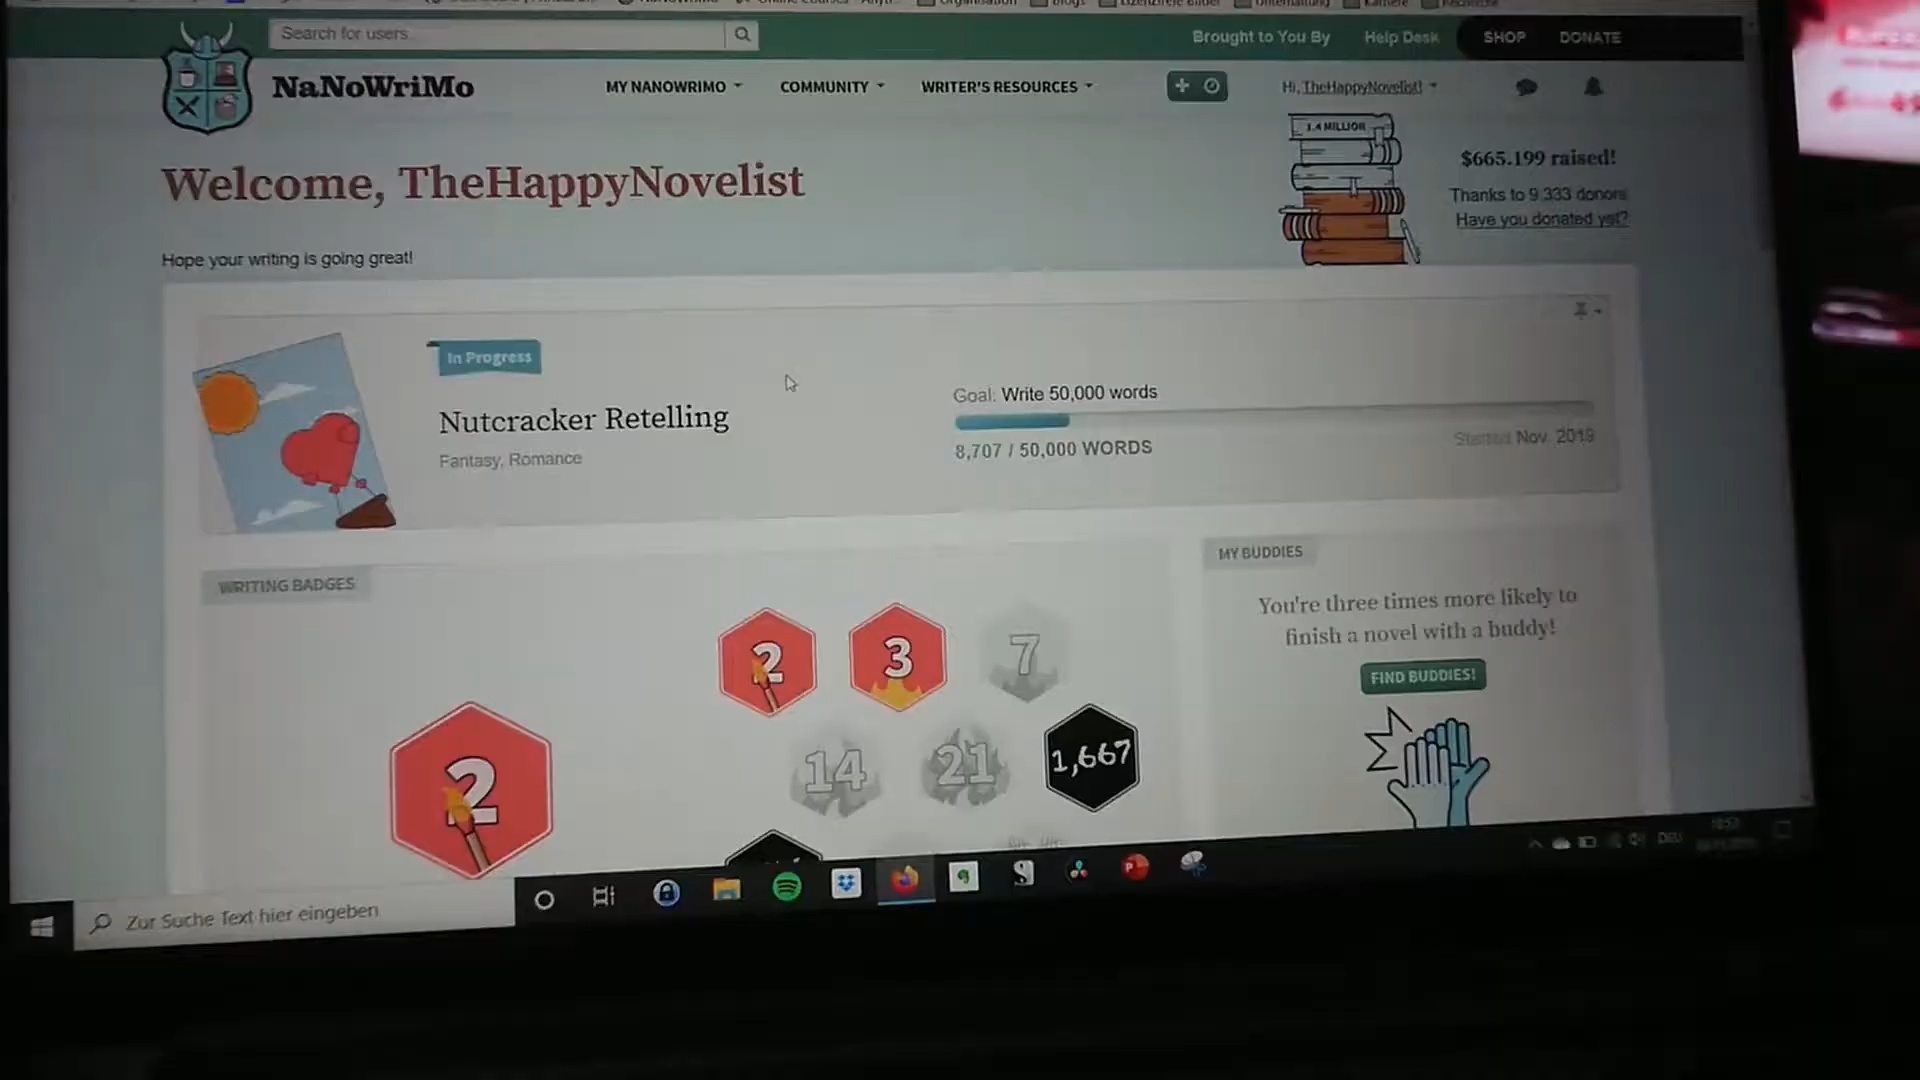 Search for users...
Brought to You By
Help Desk
SHOP
DONATE
NaNoWriMo
MY NANOWRIMO
COMMUNITY
WRITER'S RESOURCES
Hi, TheHappyNovelist!
1.4 MILLION
Welcome, TheHappyNovelist
$665.199 raised!
Thanks to 9.333 donors
Have you donated yet?
Hope your writing is going great!
In Progress
Nutcracker Retelling
Fantasy, Romance
Goal: Write 50,000 words
8,707 / 50,000 WORDS
Started Nov. 2019
WRITING BADGES
2
3
7
14
21
1,667
2
MY BUDDIES
You're three times more likely to
finish a novel with a buddy!
FIND BUDDIES!
Zur Suche Text hier eingeben
DEU